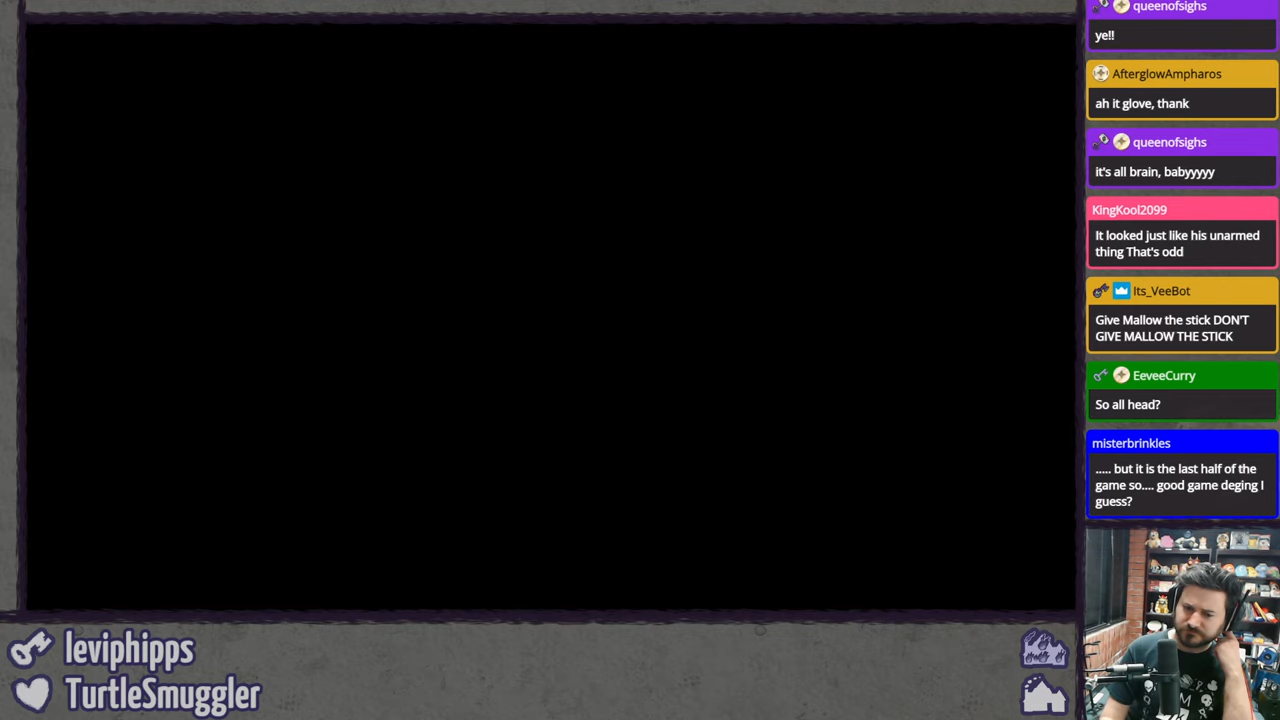 queenofsighs
ye!!
AfterglowAmpharos
ah it glove, thank
queenofsighs
it's all brain, babyyyyy
KingKool2099
It looked just like his unarmed
thing That's odd
Its_VeeBot
Give Mallow the stick DON'T
GIVE MALLOW THE STICK
EeveeCurry
So all head?
misterbrinkles
..... but it is the last half of the
game so.... good game deging I
guess?
leviphipps
TurtleSmuggler